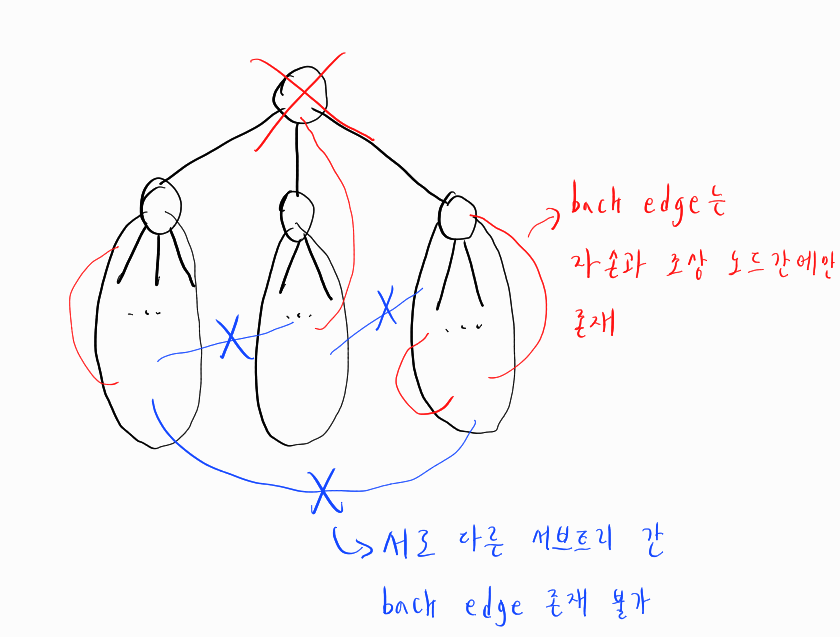 back edge는
자손과 조상 노드간에만
존재
서로 다른 서브트리 간
back edge 존재 불가